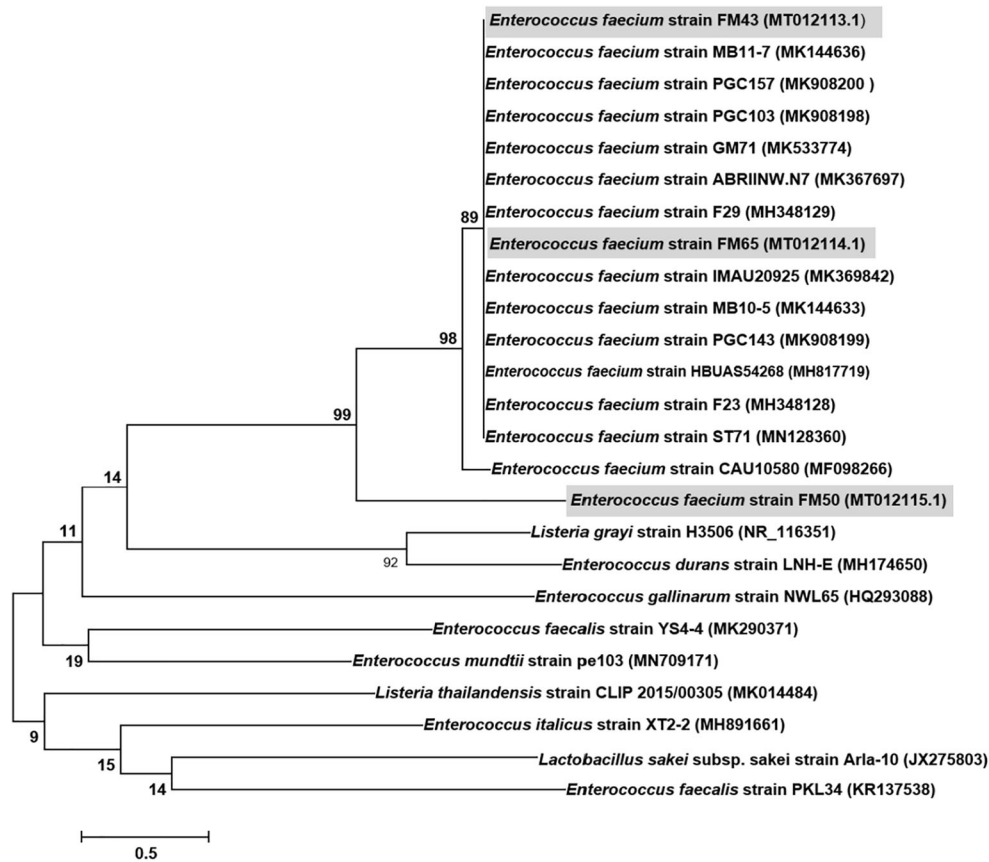 Enterococcus faecium strain FM43 (MT012113.1)
Enterococcus faecium strain MB11-7 (MK144636)
Enterococcus faecium strain PGC157 (MK908200 )
Enterococcus faecium strain PGC103 (MK908198)
Enterococcus faecium strain GM71 (MK533774)
Enterococcus faecium strain ABRIINW.N7 (MK367697)
Enterococcus faecium strain F29 (MH348129)
89
Enterococcus faecium strain FM65 (MT012114.1)
Enterococcus faecium strain IMAU20925 (MK369842)
Enterococcus faecium strain MB10-5 (MK144633)
98
Enterococcus faecium strain PGC143 (MK908199)
Enterococcus faecium strain HBUAS54268 (MH817719)
Enterococcus faecium strain F23 (MH348128)
99
Enterococcus faecium strain ST71 (MN128360)
Enterococcus faecium strain CAU10580 (MF098266)
14
Enterococcus faecium strain FM50 (MT012115.1)
11
Listeria grayi strain H3506 (NR_116351)
92
Enterococcus durans strain LNH-E (MH174650)
Enterococcus gallinarum strain NWL65 (HQ293088)
Enterococcus faecalis strain YS4-4 (MK290371)
19
Enterococcus mundtii strain pe103 (MN709171)
Listeria thailandensis strain CLIP 2015/00305 (MK014484)
Enterococcus italicus strain XT2-2 (MH891661)
9
Lactobacillus sakei subsp. sakei strain Arla-10 (JX275803)
15
Enterococcus faecalis strain PKL34 (KR137538)
14
0.5